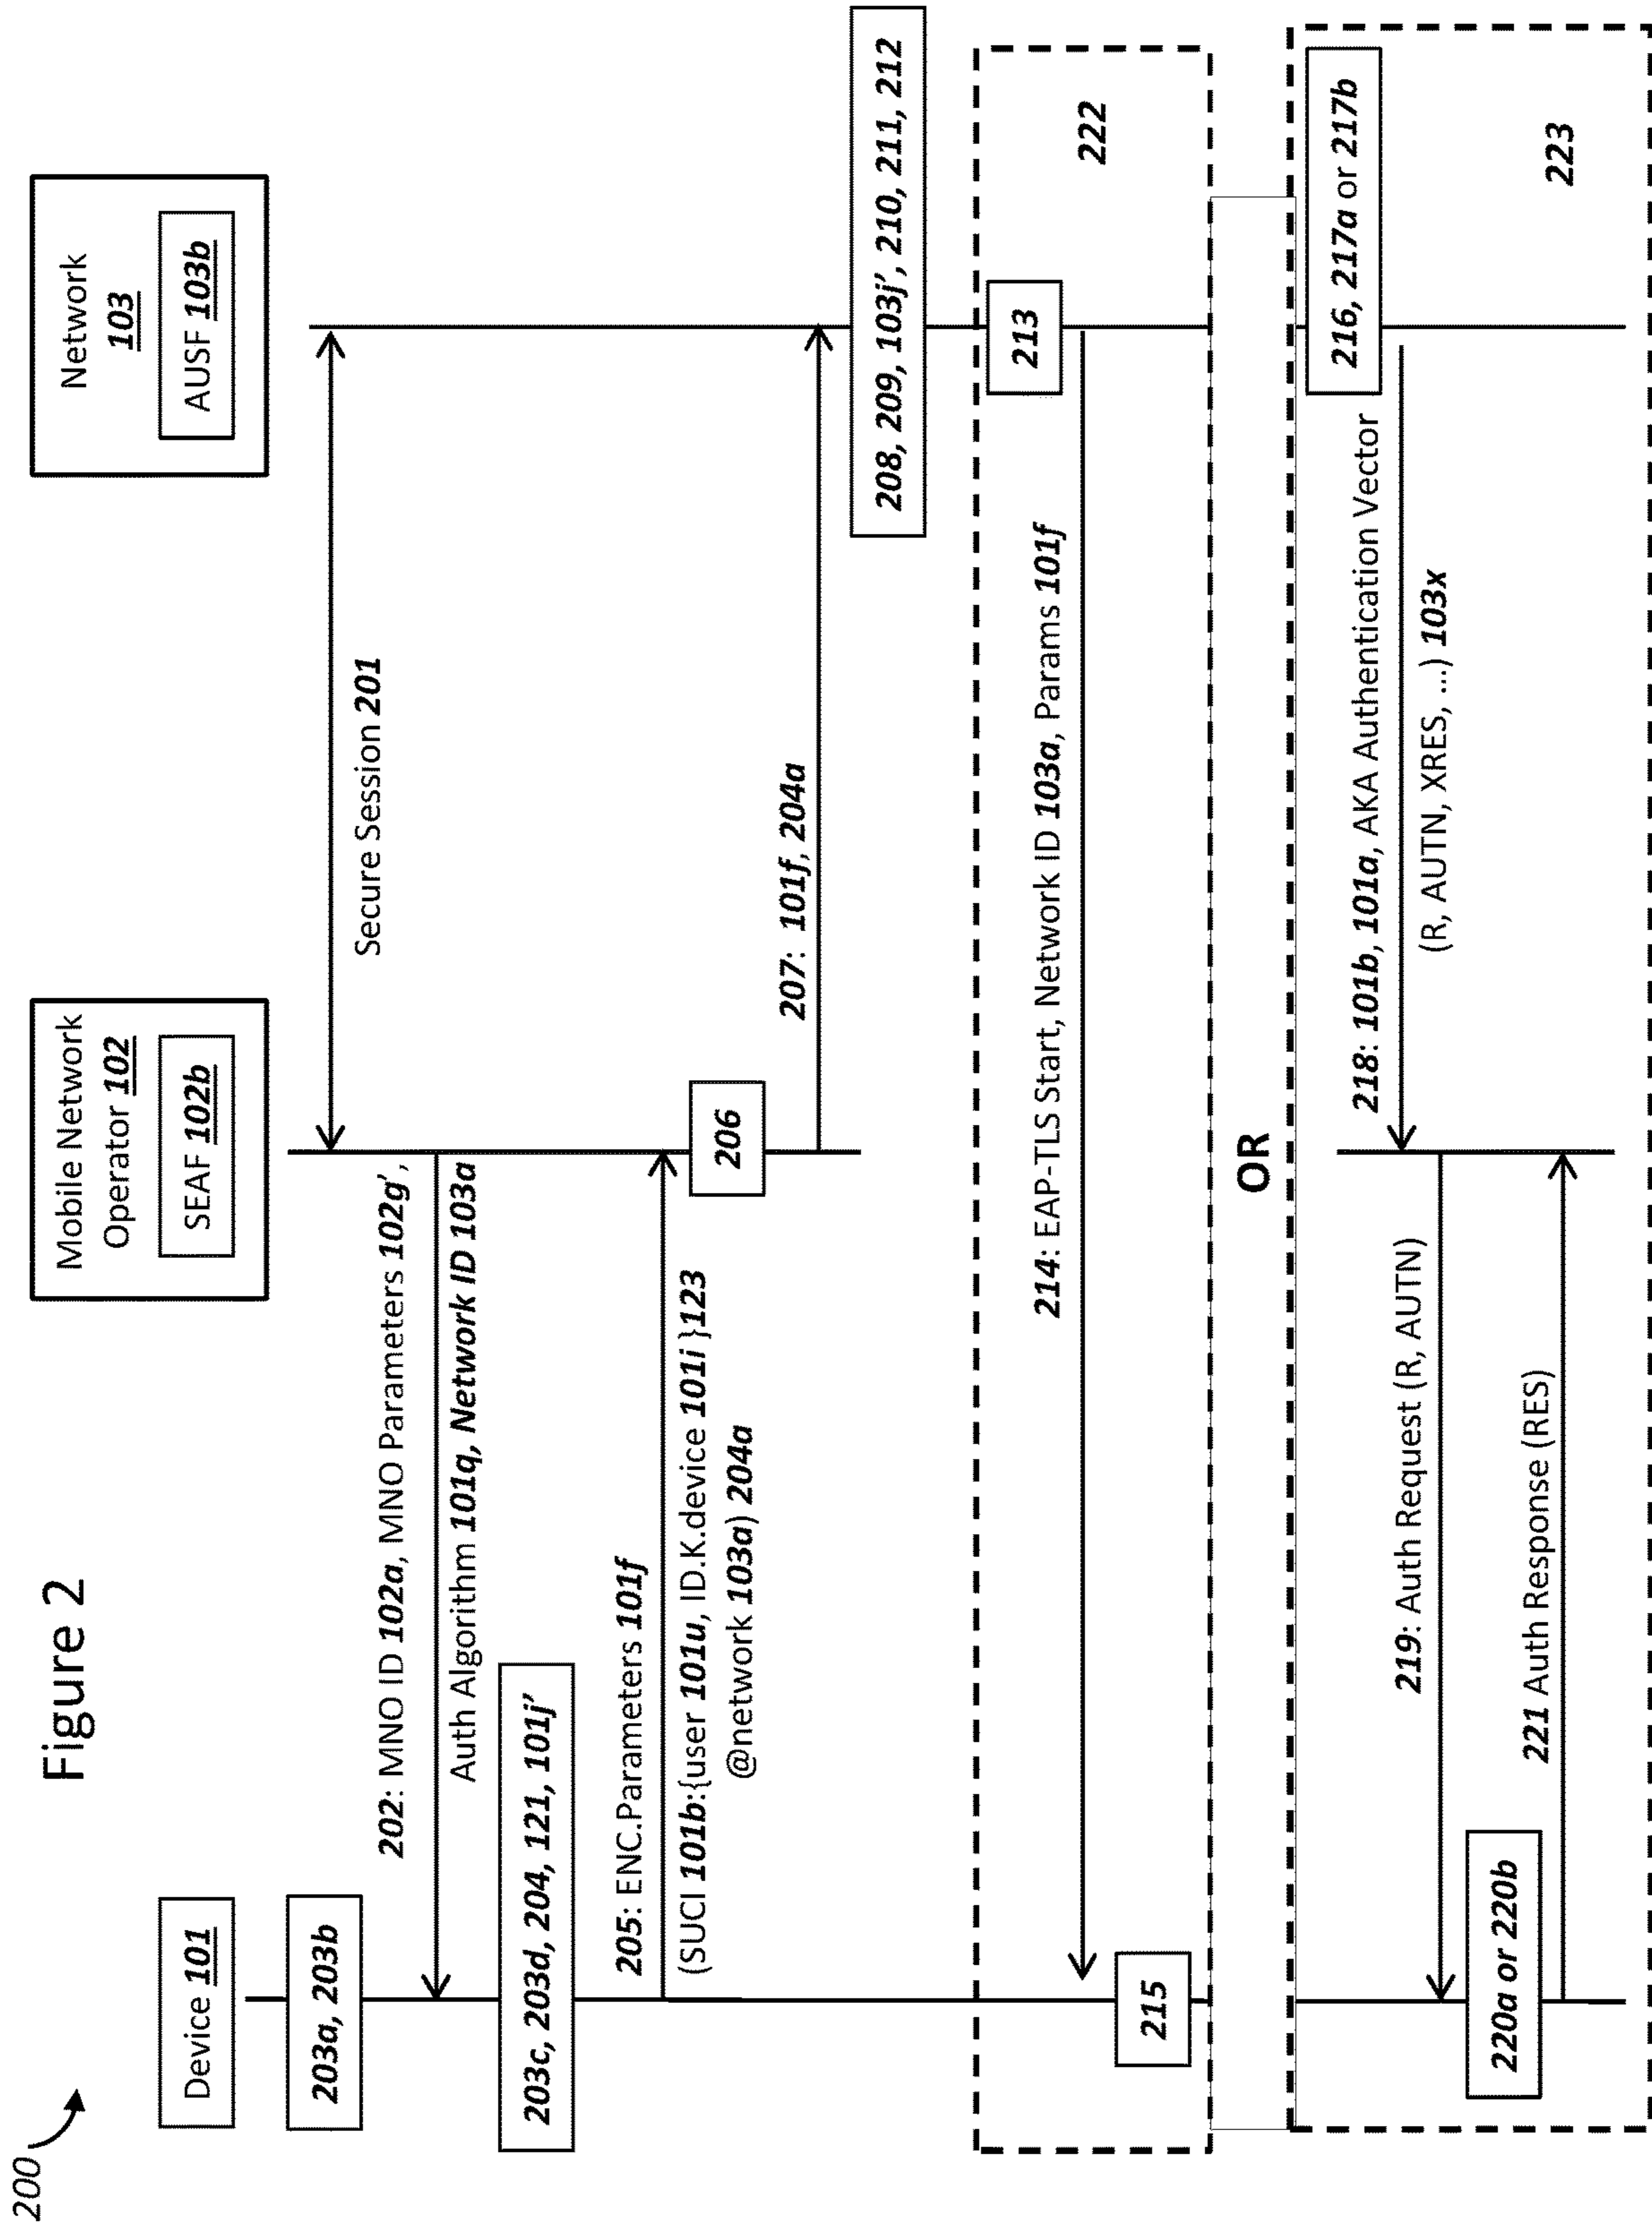 200
Figure 2
Device 101
Mobile Network
Operator 102
SEAF 102b
Network
103
AUSF 103b
203a, 203b
Secure Session 201
202: MNO ID 102a, MNO Parameters 102g’,
Auth Algorithm 101q, Network ID 103a
203c, 203d, 204, 121, 101j’
205: ENC.Parameters 101f
(SUCI 101b:{user 101u, ID.K.device 101i }123
@network 103a) 204a
206
207: 101f, 204a
208, 209, 103j’, 210, 211, 212
213
222
214: EAP-TLS Start, Network ID 103a, Params 101f
215
OR
216, 217a or 217b
223
218: 101b, 101a, AKA Authentication Vector
(R, AUTN, XRES, ...) 103x
219: Auth Request (R, AUTN)
220a or 220b
221 Auth Response (RES)